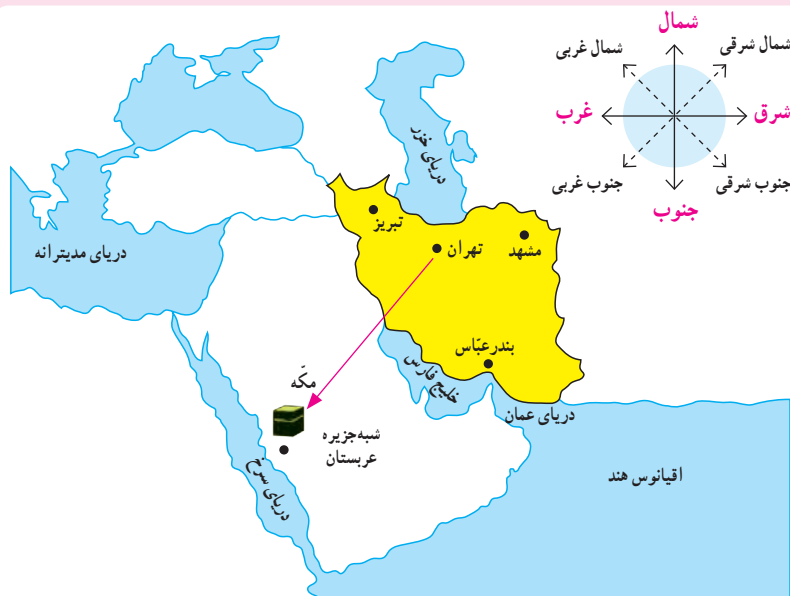 شمال
شمال شرقی
شمال غربی
شرق
غرب
جنوب شرقی
جنوب غربی
جنوب
دریای خزر
تبریز
تهران
مشهد
دریای مدیترانه
بندرعبّاس
خلیج فارس
مکّه
دریای عمان
شبه‌جزیره
عربستان
دریای سرخ
اقیانوس هند